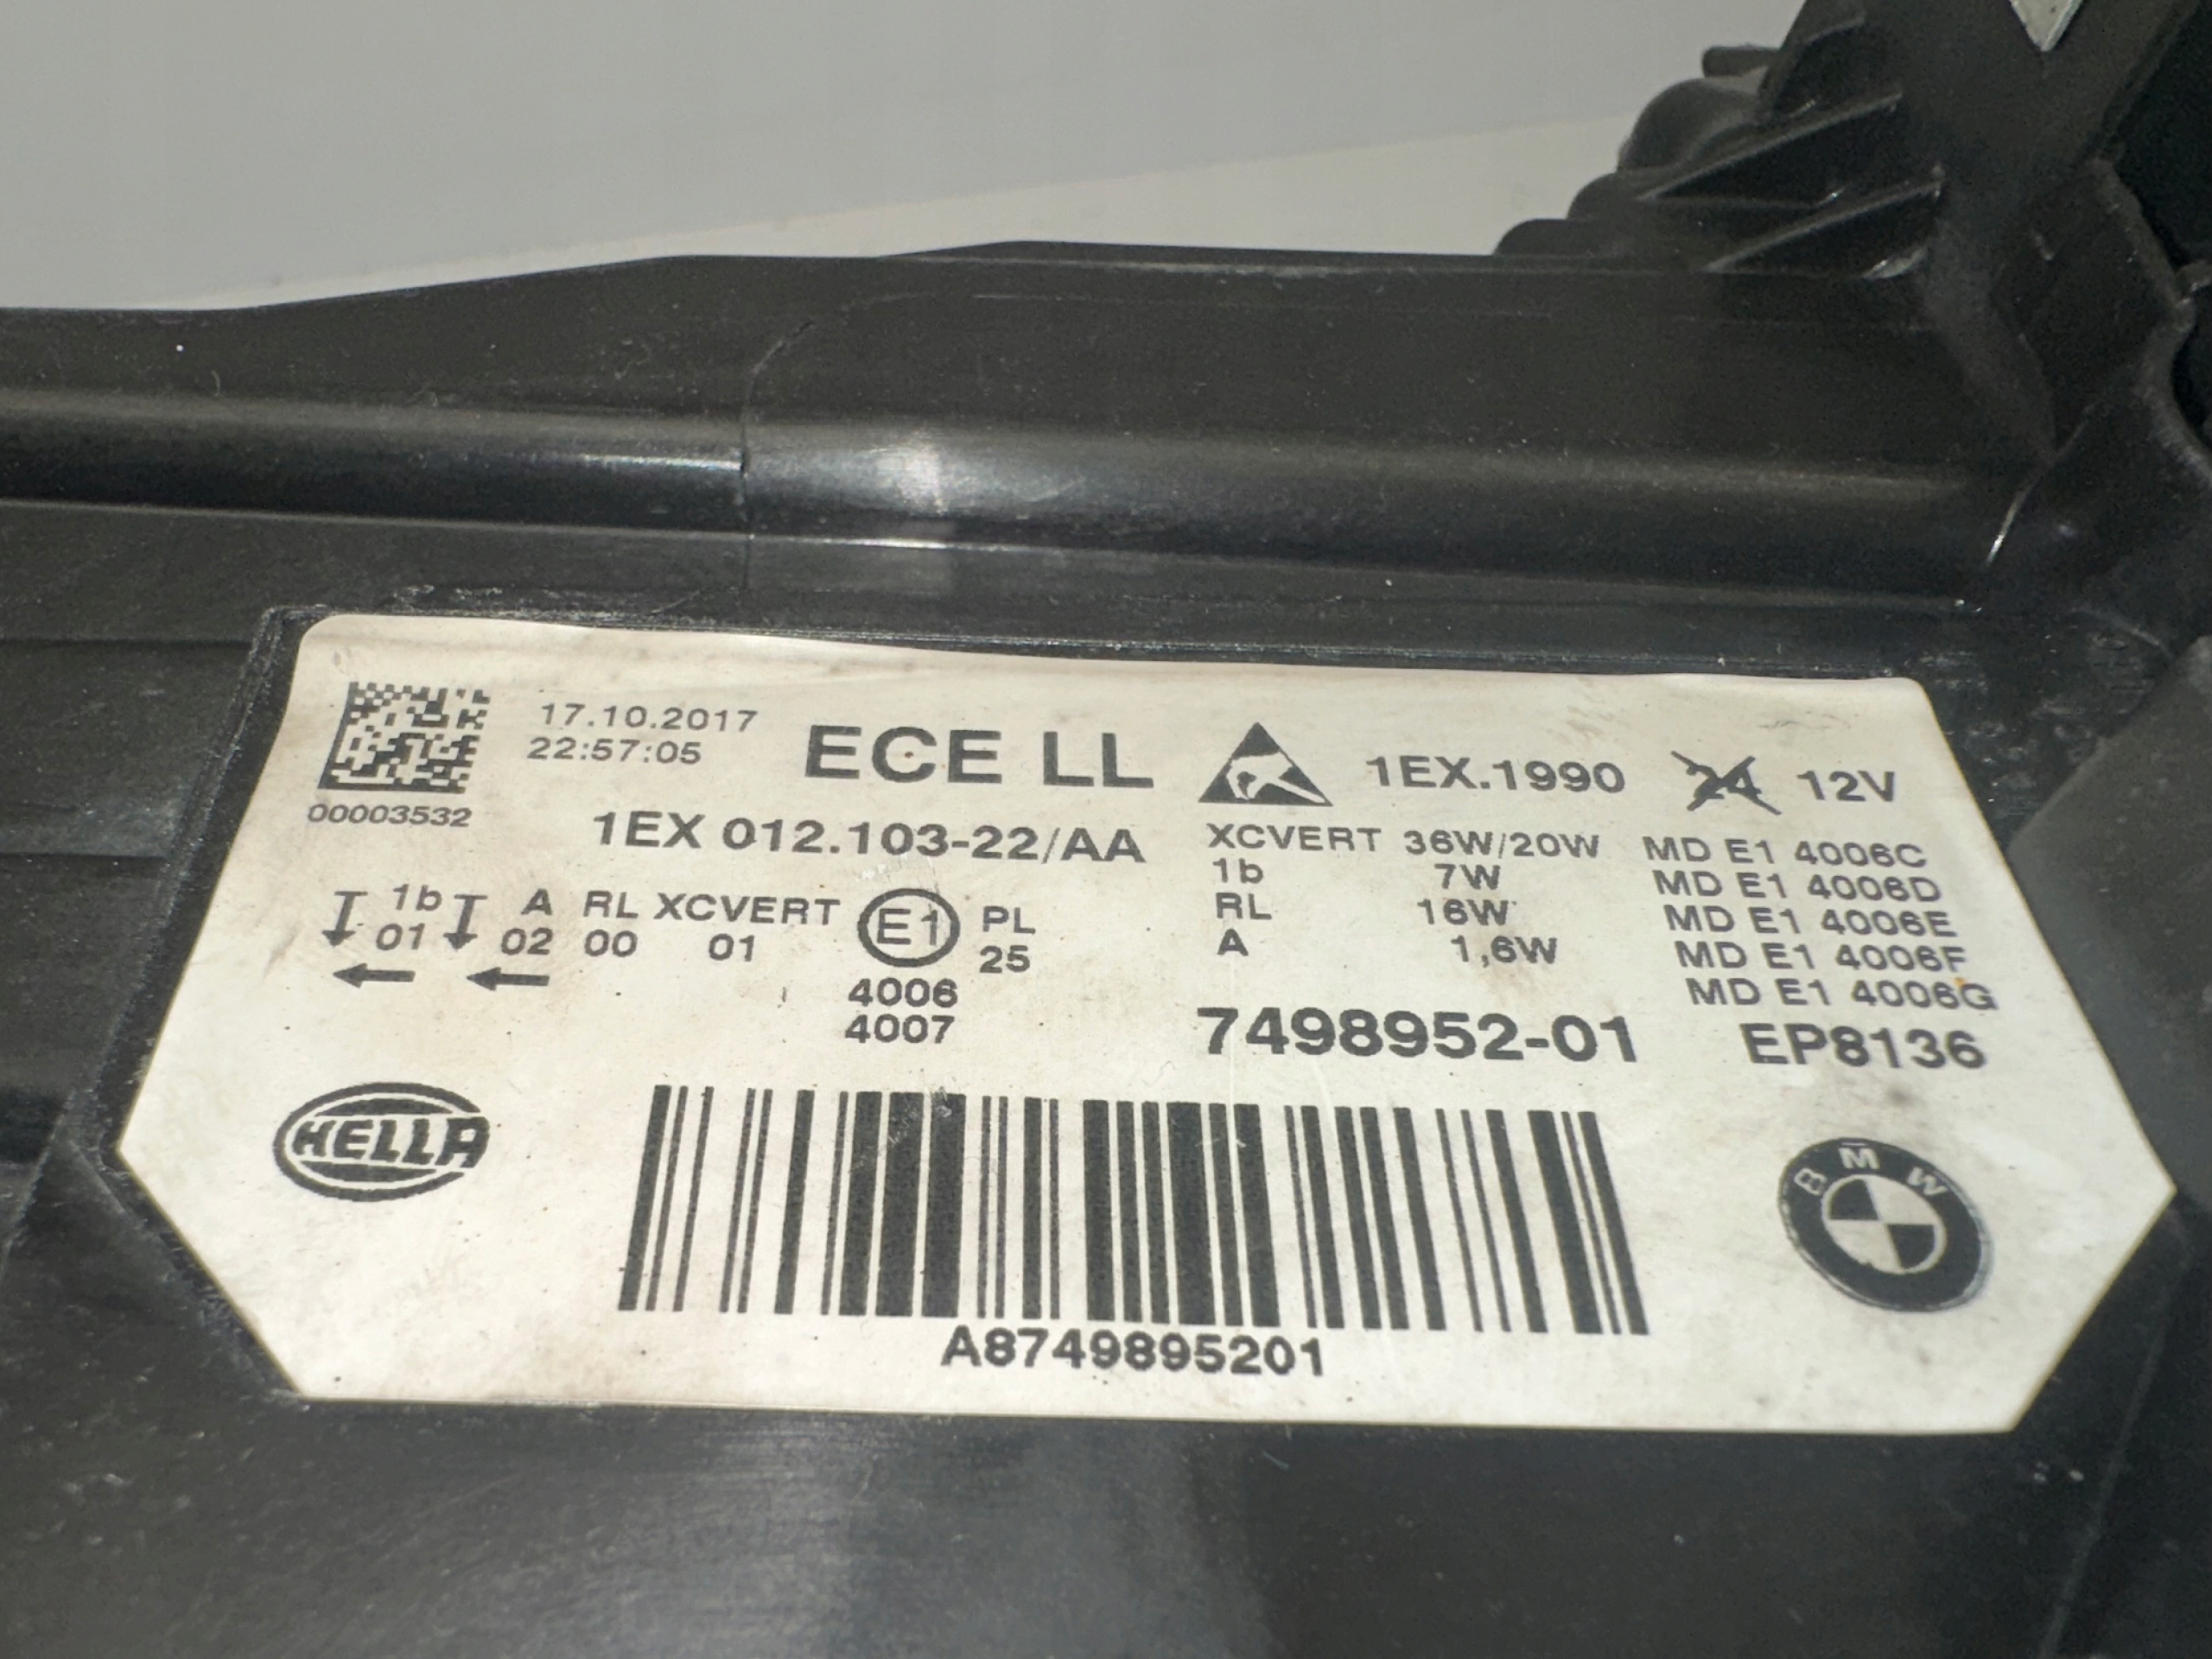 17.10.2017
22:57:05
00003532
ECE LL
1EX.1990 24 12V
1EX 012.103-22/AA
1b A RL XCVERT E1 PL
01 02 00 01 25
4006
4007
XCVERT 36W/20W
1b 7W
RL 16W
A 1,6W
MD E1 4006C
MD E1 4006D
MD E1 4006E
MD E1 4006F
MD E1 4006G
7498952-01 EP8136
HELLA
BMW
A8749895201